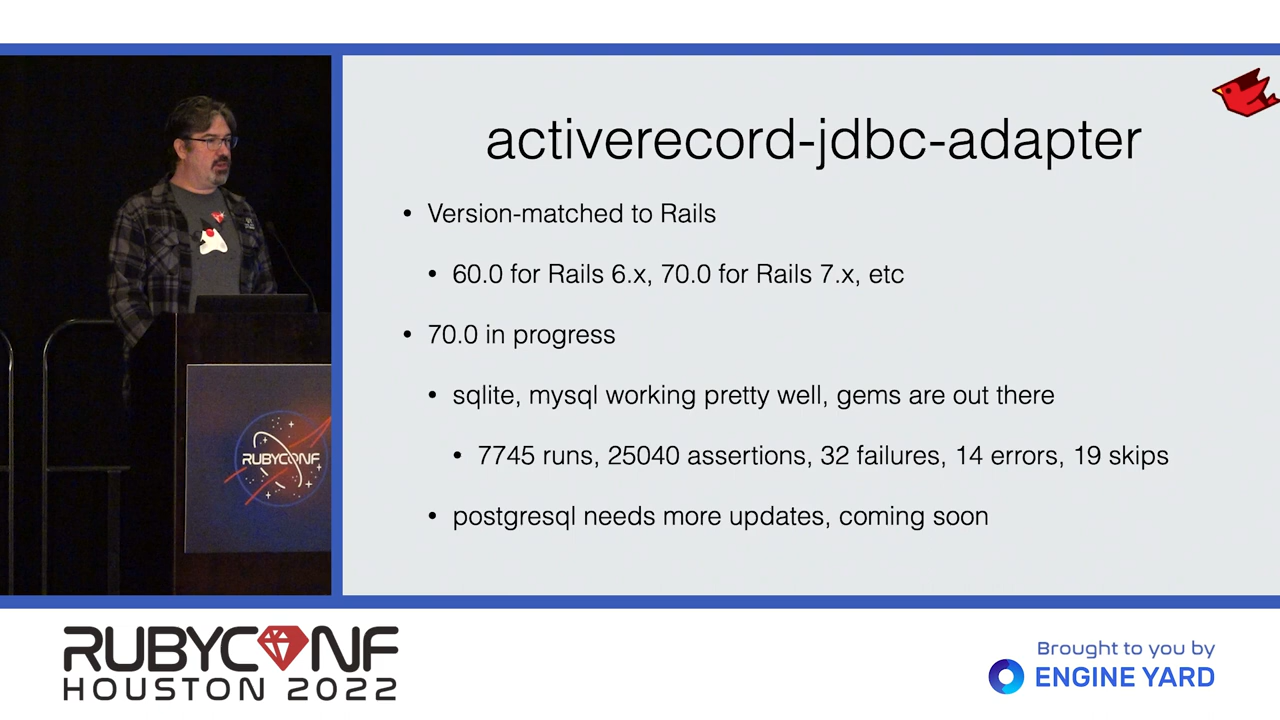 activerecord-jdbc-adapter
• Version-matched to Rails
• 60.0 for Rails 6.x, 70.0 for Rails 7.x, etc
• 70.0 in progress
• sqlite, mysql working pretty well, gems are out there
• 7745 runs, 25040 assertions, 32 failures, 14 errors, 19 skips
• postgresql needs more updates, coming soon
RUBYCONF
RUBYCONF
HOUSTON 2022
Brought to you by
ENGINE YARD